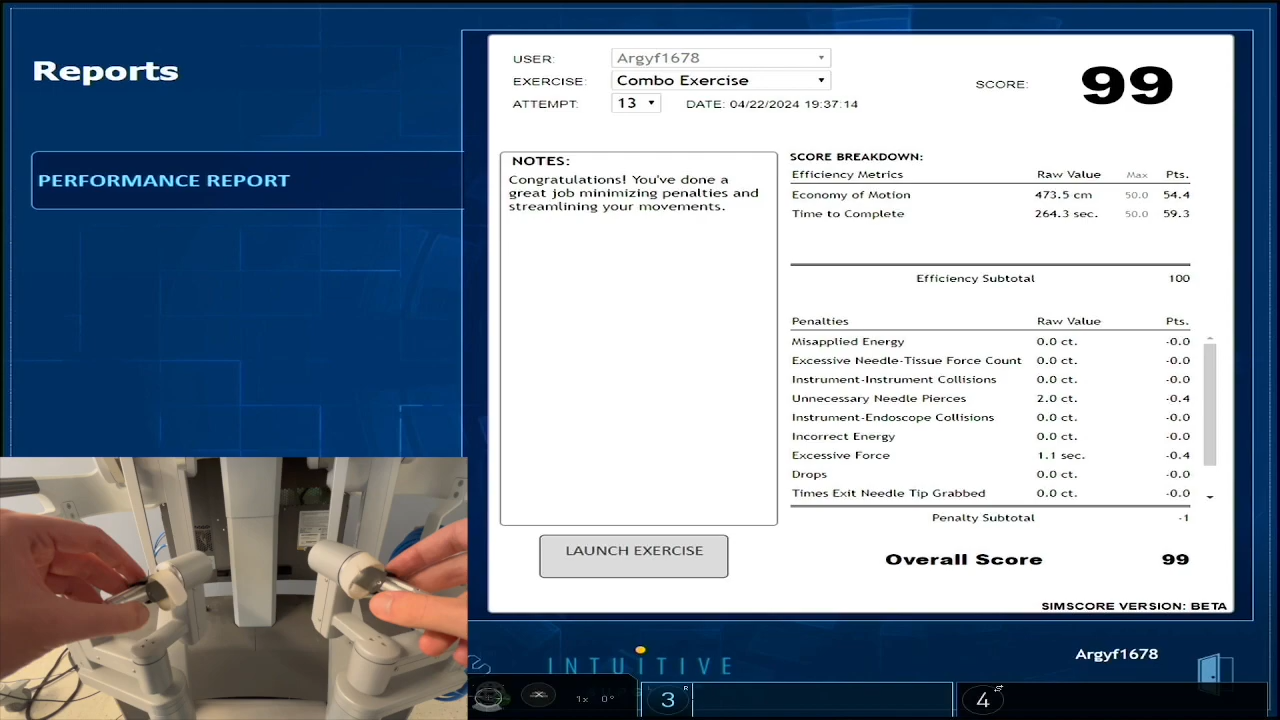 Reports
PERFORMANCE REPORT
USER: Argyf1678
EXERCISE: Combo Exercise
ATTEMPT: 13 DATE: 04/22/2024 19:37:14
SCORE: 99
NOTES:
Congratulations! You've done a
great job minimizing penalties and
streamlining your movements.
LAUNCH EXERCISE
SCORE BREAKDOWN:
Efficiency Metrics Raw Value Max Pts.
Economy of Motion 473.5 cm 50.0 54.4
Time to Complete 264.3 sec. 50.0 59.3
Efficiency Subtotal 100
Penalties Raw Value Pts.
Misapplied Energy 0.0 ct. -0.0
Excessive Needle-Tissue Force Count 0.0 ct. -0.0
Instrument-Instrument Collisions 0.0 ct. -0.0
Unnecessary Needle Pierces 2.0 ct. -0.4
Instrument-Endoscope Collisions 0.0 ct. -0.0
Incorrect Energy 0.0 ct. -0.0
Excessive Force 1.1 sec. -0.4
Drops 0.0 ct. -0.0
Times Exit Needle Tip Grabbed 0.0 ct. -0.0
Penalty Subtotal -1
Overall Score 99
SIMSCORE VERSION: BETA
INTUITIVE
Argyf1678
1x 0°
L 3 R
4